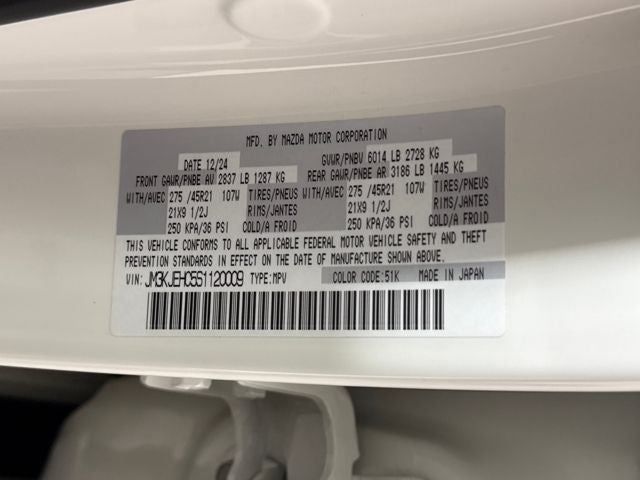 MFD. BY MAZDA MOTOR CORPORATION
DATE 12/24 GVWR/PNBV 6014 LB 2728 KG
FRONT GAWR/PNBE AV 2837 LB 1287 KG REAR GAWR/PNBE AR 3186 LB 1445 KG
WITH/AVEC 275 /45R21 107W TIRES/PNEUS WITH/AVEC 275 /45R21 107W TIRES/PNEUS
21X9 1/2J RIMS/JANTES 21X9 1/2J RIMS/JANTES
250 KPA/36 PSI COLD/A FROID 250 KPA/36 PSI COLD/A FROID
THIS VEHICLE CONFORMS TO ALL APPLICABLE FEDERAL MOTOR VEHICLE SAFETY AND THEFT
PREVENTION STANDARDS IN EFFECT ON THE DATE OF MANUFACTURE SHOWN ABOVE.
VIN: JM3KJEHC5S1120009 TYPE:MPV COLOR CODE:51K MADE IN JAPAN